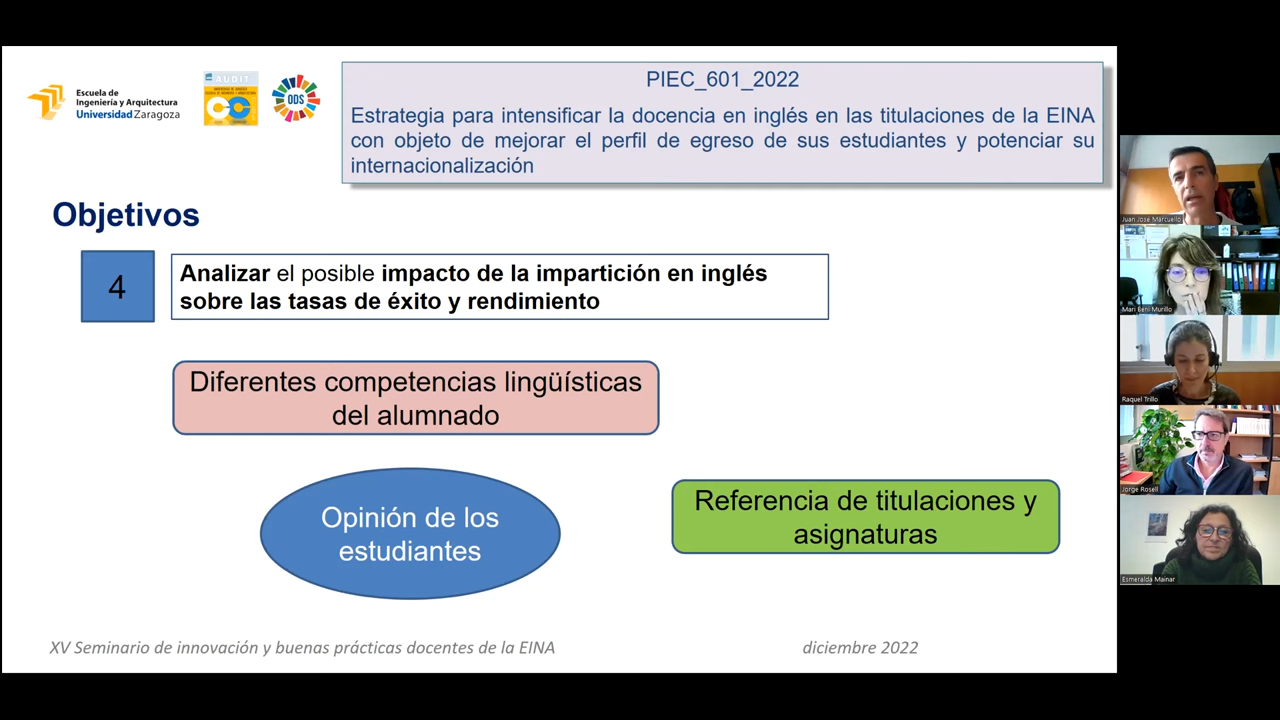 Escuela de
Ingeniería y Arquitectura
Universidad Zaragoza
AUDIT
ODS
PIEC_601_2022
Estrategia para intensificar la docencia en inglés en las titulaciones de la EINA
con objeto de mejorar el perfil de egreso de sus estudiantes y potenciar su
internacionalización
Objetivos
4
Analizar el posible impacto de la impartición en inglés
sobre las tasas de éxito y rendimiento
Diferentes competencias lingüísticas
del alumnado
Opinión de los
estudiantes
Referencia de titulaciones y
asignaturas
XV Seminario de innovación y buenas prácticas docentes de la EINA
diciembre 2022
Juan José Marcuello
Mari Beni Murillo
Raquel Trillo
Jorge Rosell
Esmeralda Mainar